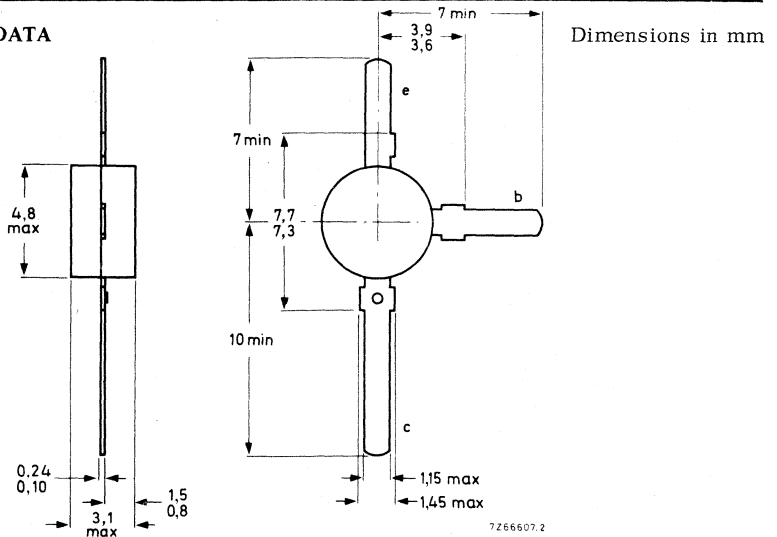 DATA
Dimensions in mm
7 min
3,9
3,6
e
7 min
b
4,8
max
7,7
7,3
10 min
c
0,24
0,10
1,5
0,8
3,1
max
1,15 max
1,45 max
7Z66607.2